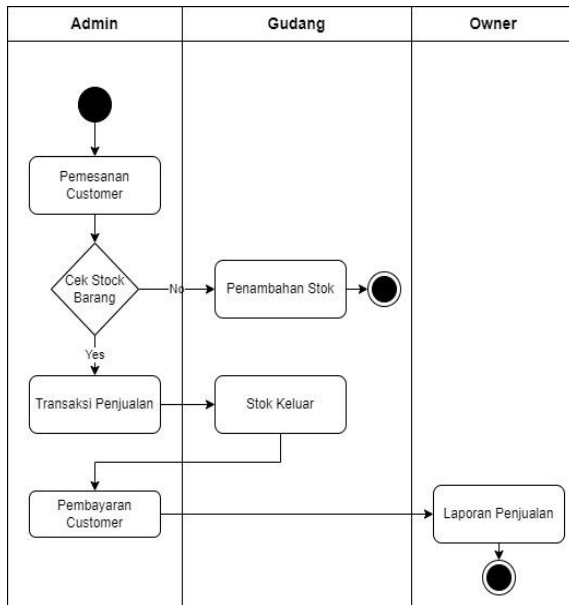 Admin
Gudang
Owner
Pemesanan
Customer
Cek Stock
Barang
No
Penambahan Stok
Yes
Transaksi Penjualan
Stok Keluar
Pembayaran
Customer
Laporan Penjualan